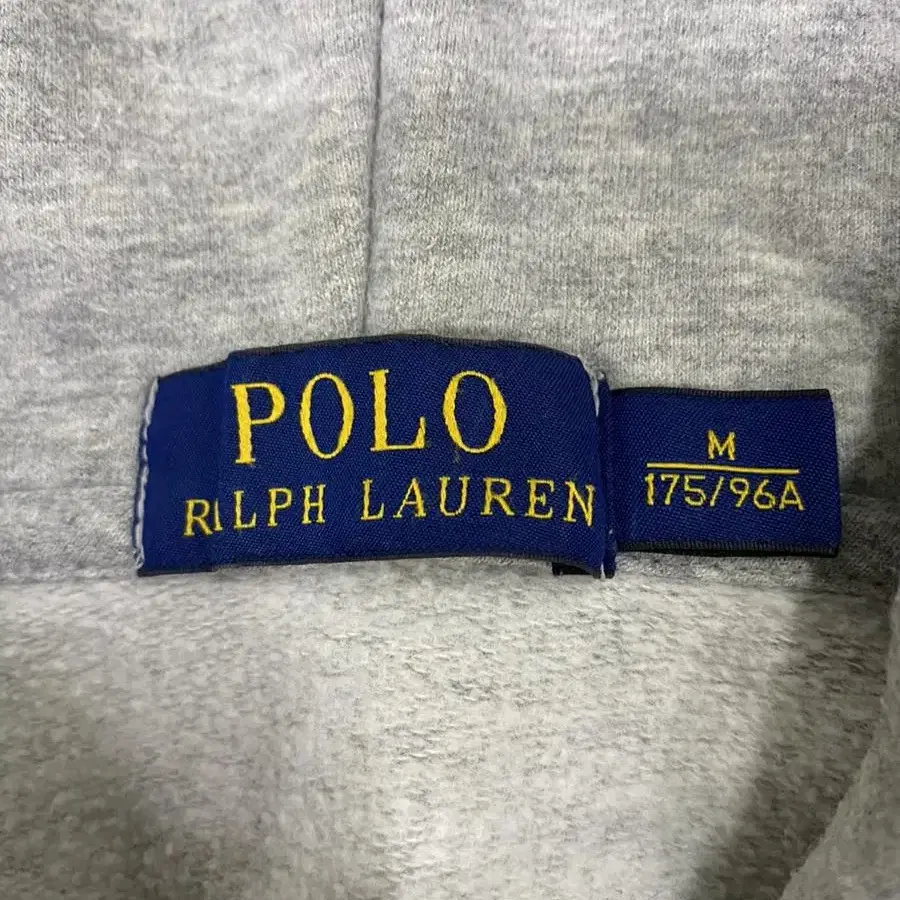 POLO
RALPH LAUREN
M
175/96A